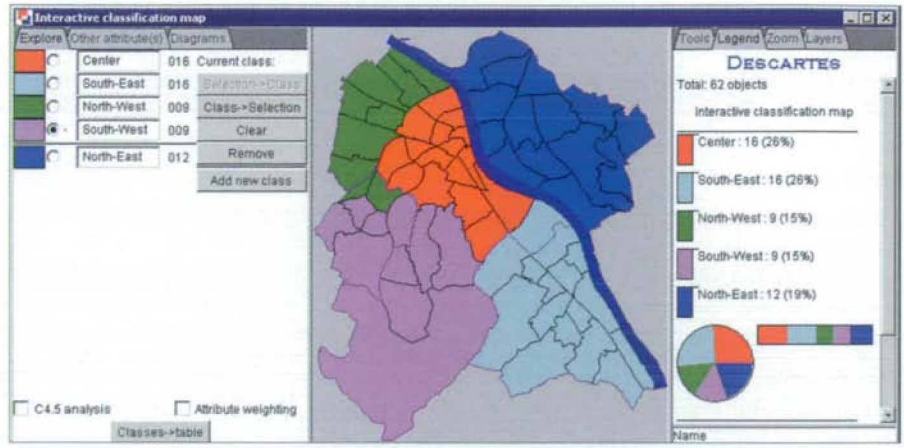 Interactive classification map
Explore Other attribute(s) Diagrams
Center 016 Current class:
South-East 016 Selection->Class
North-West 009 Class->Selection
South-West 009 Clear
North-East 012 Remove
Add new class
C4.5 analysis Attribute weighting
Classes->table
Tools Legend Zoom Layers
DESCARTES
Total: 62 objects
Interactive classification map
Center : 16 (26%)
South-East : 16 (26%)
North-West : 9 (15%)
South-West : 9 (15%)
North-East : 12 (19%)
Name